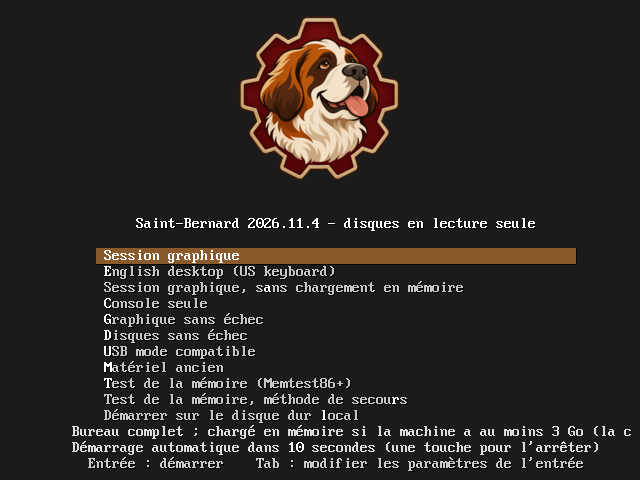 Saint-Bernard 2026.11.4 - disques en lecture seule
Session graphique
English desktop (US keyboard)
Session graphique, sans chargement en mémoire
Console seule
Graphique sans échec
Disques sans échec
USB mode compatible
Matériel ancien
Test de la mémoire (Memtest86+)
Test de la mémoire, méthode de secours
Démarrer sur le disque dur local
Bureau complet ; chargé en mémoire si la machine a au moins 3 Go (la c
Démarrage automatique dans 10 secondes (une touche pour l'arrêter)
Entrée : démarrer    Tab : modifier les paramètres de l'entrée